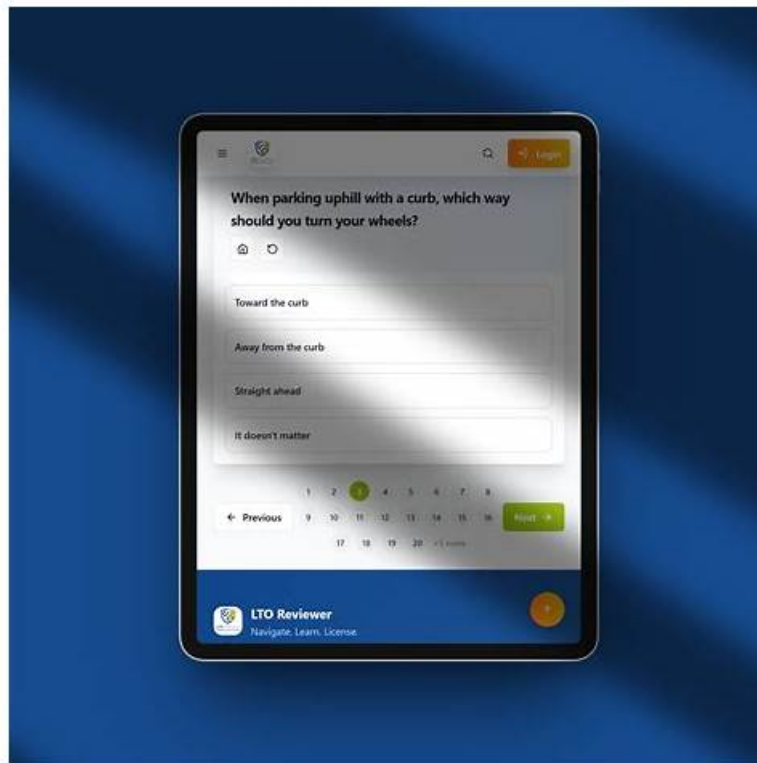 Login
When parking uphill with a curb, which way
should you turn your wheels?
Toward the curb
Away from the curb
Straight ahead
It doesn't matter
1 2 3 4 5 6 7 8
← Previous 9 10 11 12 13 14 15 16 Next →
17 18 19 20 +5 more
LTO Reviewer
Navigate. Learn. License.